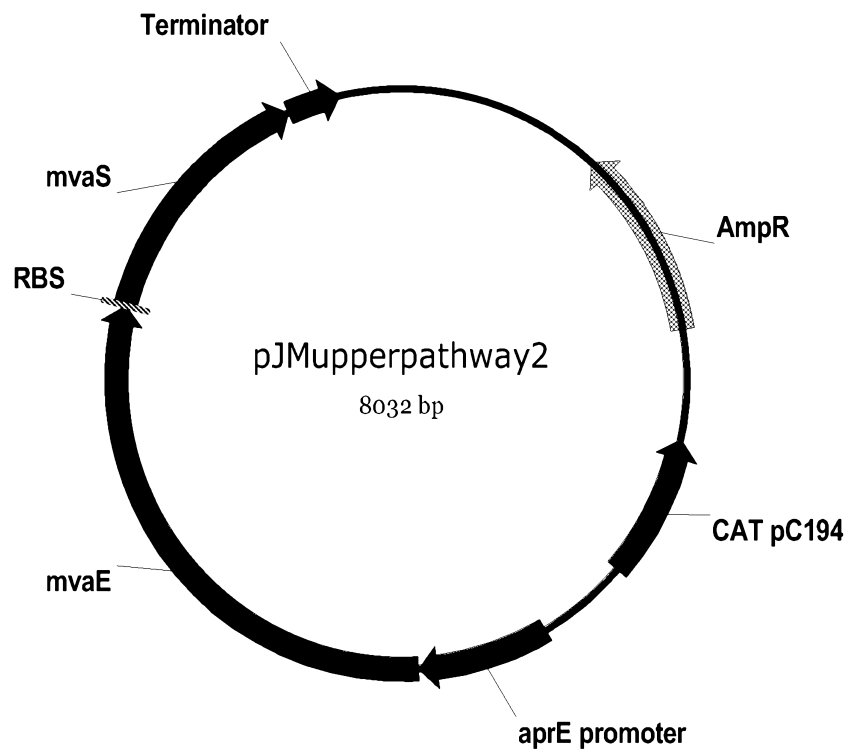 Terminator
mvaS
AmpR
RBS
pJMupperpathway2
8032 bp
CAT pC194
mvaE
aprE promoter